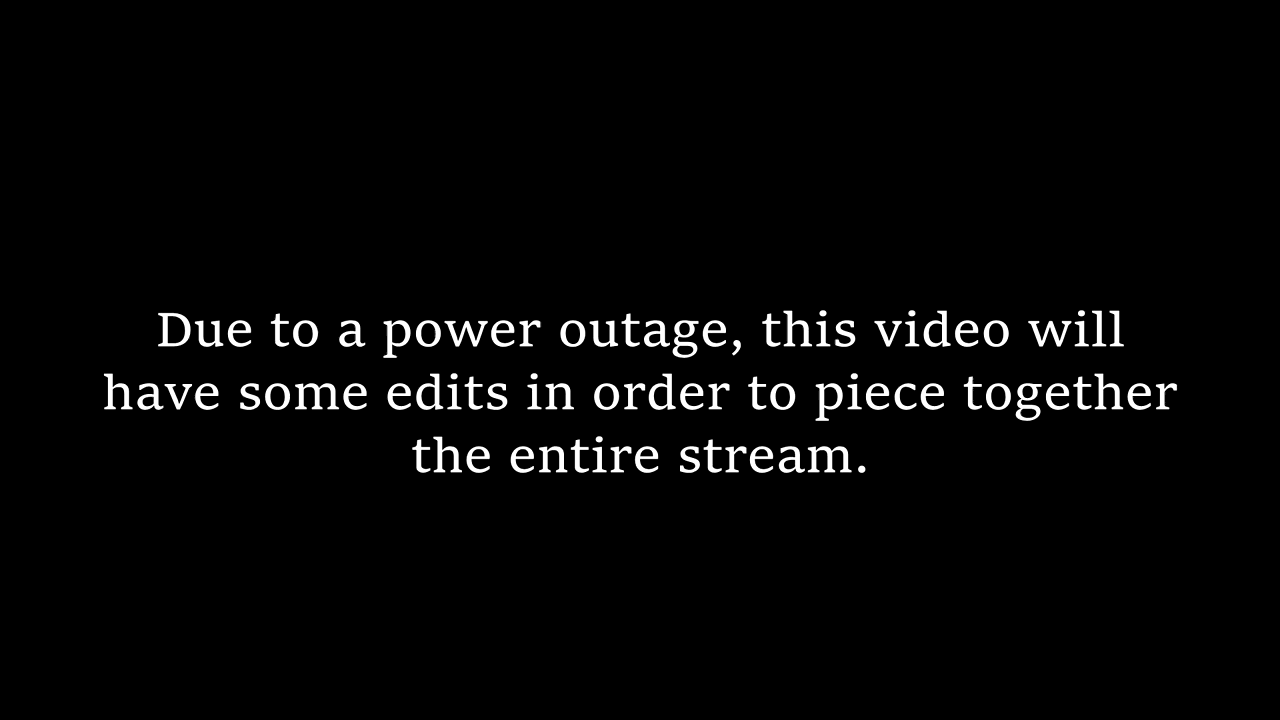 Due to a power outage, this video will
have some edits in order to piece together
the entire stream.